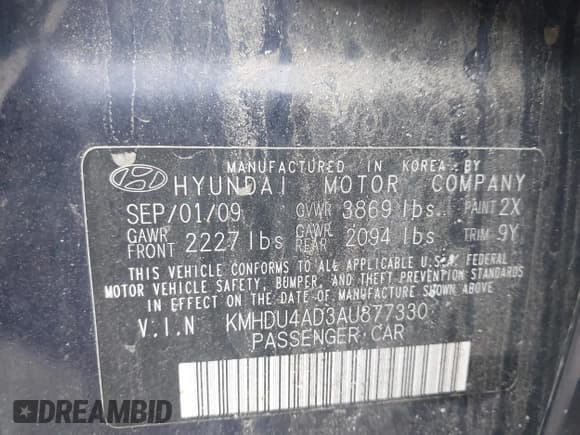 MANUFACTURED IN KOREA BY
HYUNDAI MOTOR COMPANY
SEP/01/09 GVWR 3869 lbs. PAINT 2X
GAWR FRONT 2227 lbs GAWR REAR 2094 lbs TRIM 9Y
THIS VEHICLE CONFORMS TO ALL APPLICABLE U.S.A. FEDERAL
MOTOR VEHICLE SAFETY, BUMPER, AND THEFT PREVENTION STANDARDS
IN EFFECT ON THE DATE OF MANUFACTURE SHOWN ABOVE
V.I.N KMHDU4AD3AU877330
PASSENGER CAR
DREAMBID